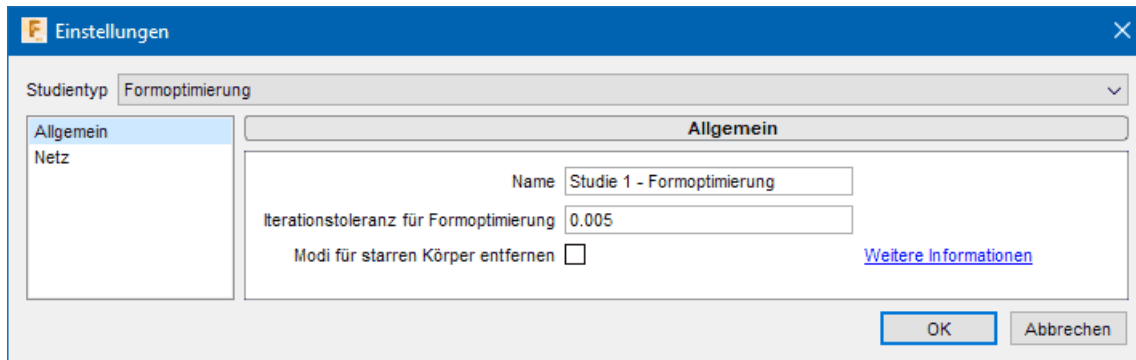 Einstellungen
Studientyp Formoptimierung
Allgemein
Netz
Allgemein
Name Studie 1 - Formoptimierung
Iterationstoleranz für Formoptimierung 0.005
Modi für starren Körper entfernen
Weitere Informationen
OK Abbrechen